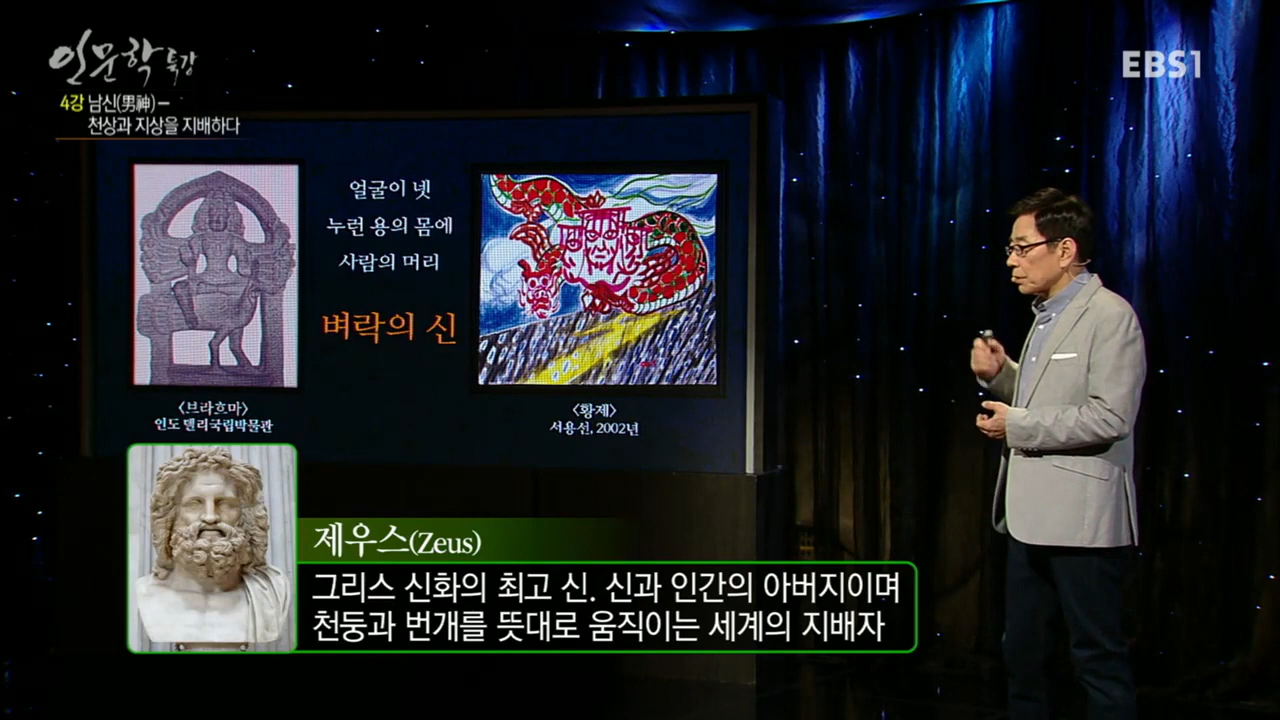 인문학특강
EBS1
4강 남신(男神) –
천상과 지상을 지배하다
얼굴이 넷
누런 용의 몸에
사람의 머리
벼락의 신
〈브라흐마〉
인도 델리국립박물관
〈황제〉
서용선, 2002년
제우스(Zeus)
그리스 신화의 최고 신. 신과 인간의 아버지이며
천둥과 번개를 뜻대로 움직이는 세계의 지배자